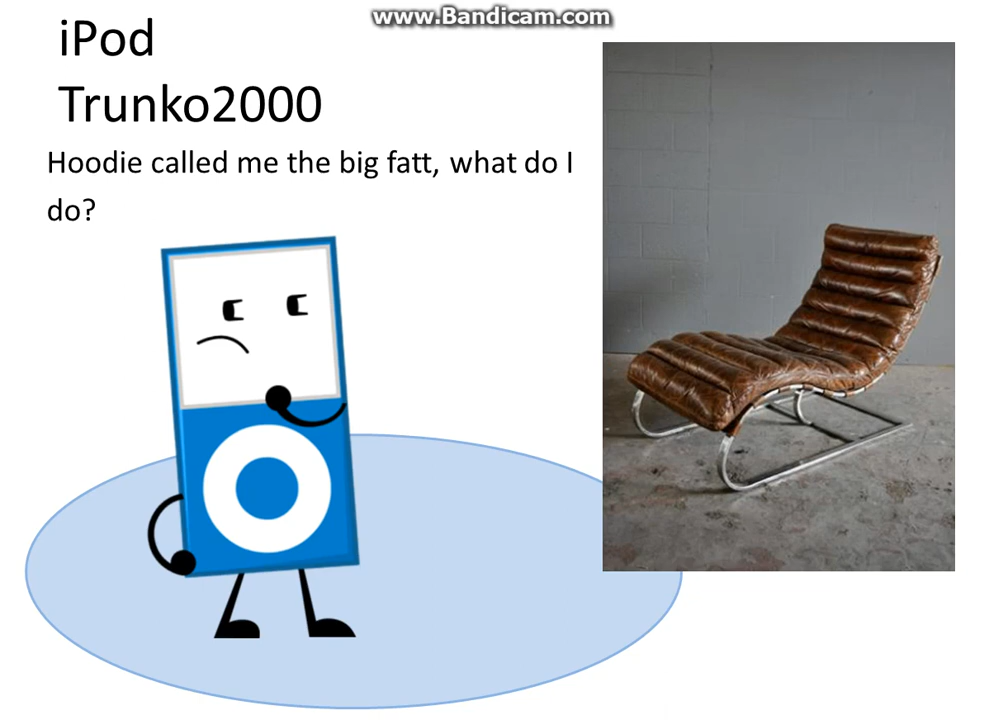 www.Bandicam.com
iPod
Trunko2000
Hoodie called me the big fatt, what do I
do?